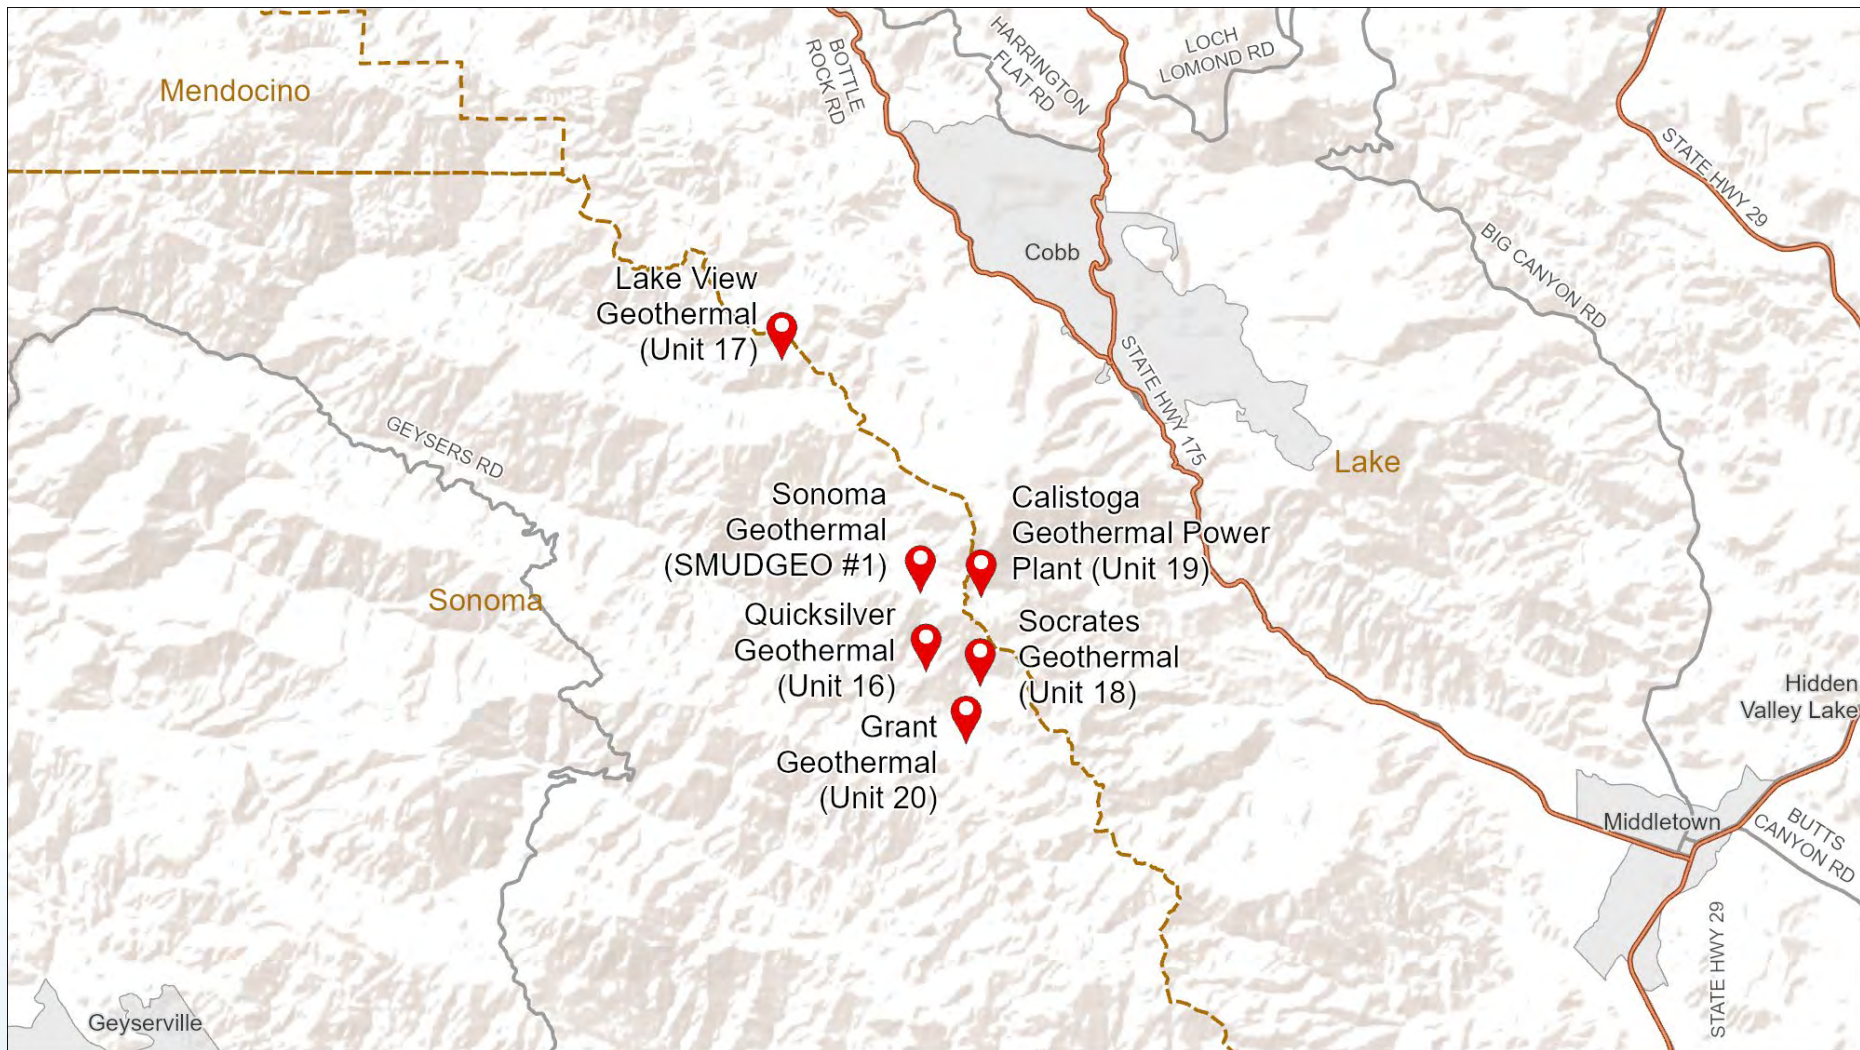 Mendocino
BOTTLE
ROCK RD
HARRINGTON
FLAT RD
LOCH
LOMOND RD
STATE HWY 29
Cobb
BIG CANYON RD
Lake View
Geothermal
(Unit 17)
STATE HWY 175
GEYSERS RD
Lake
Sonoma
Geothermal
(SMUDGEO #1)
Calistoga
Geothermal Power
Plant (Unit 19)
Sonoma
Quicksilver
Geothermal
(Unit 16)
Socrates
Geothermal
(Unit 18)
Hidden
Valley Lake
Grant
Geothermal
(Unit 20)
Middletown
BUTTS
CANYON RD
STATE HWY 29
Geyserville